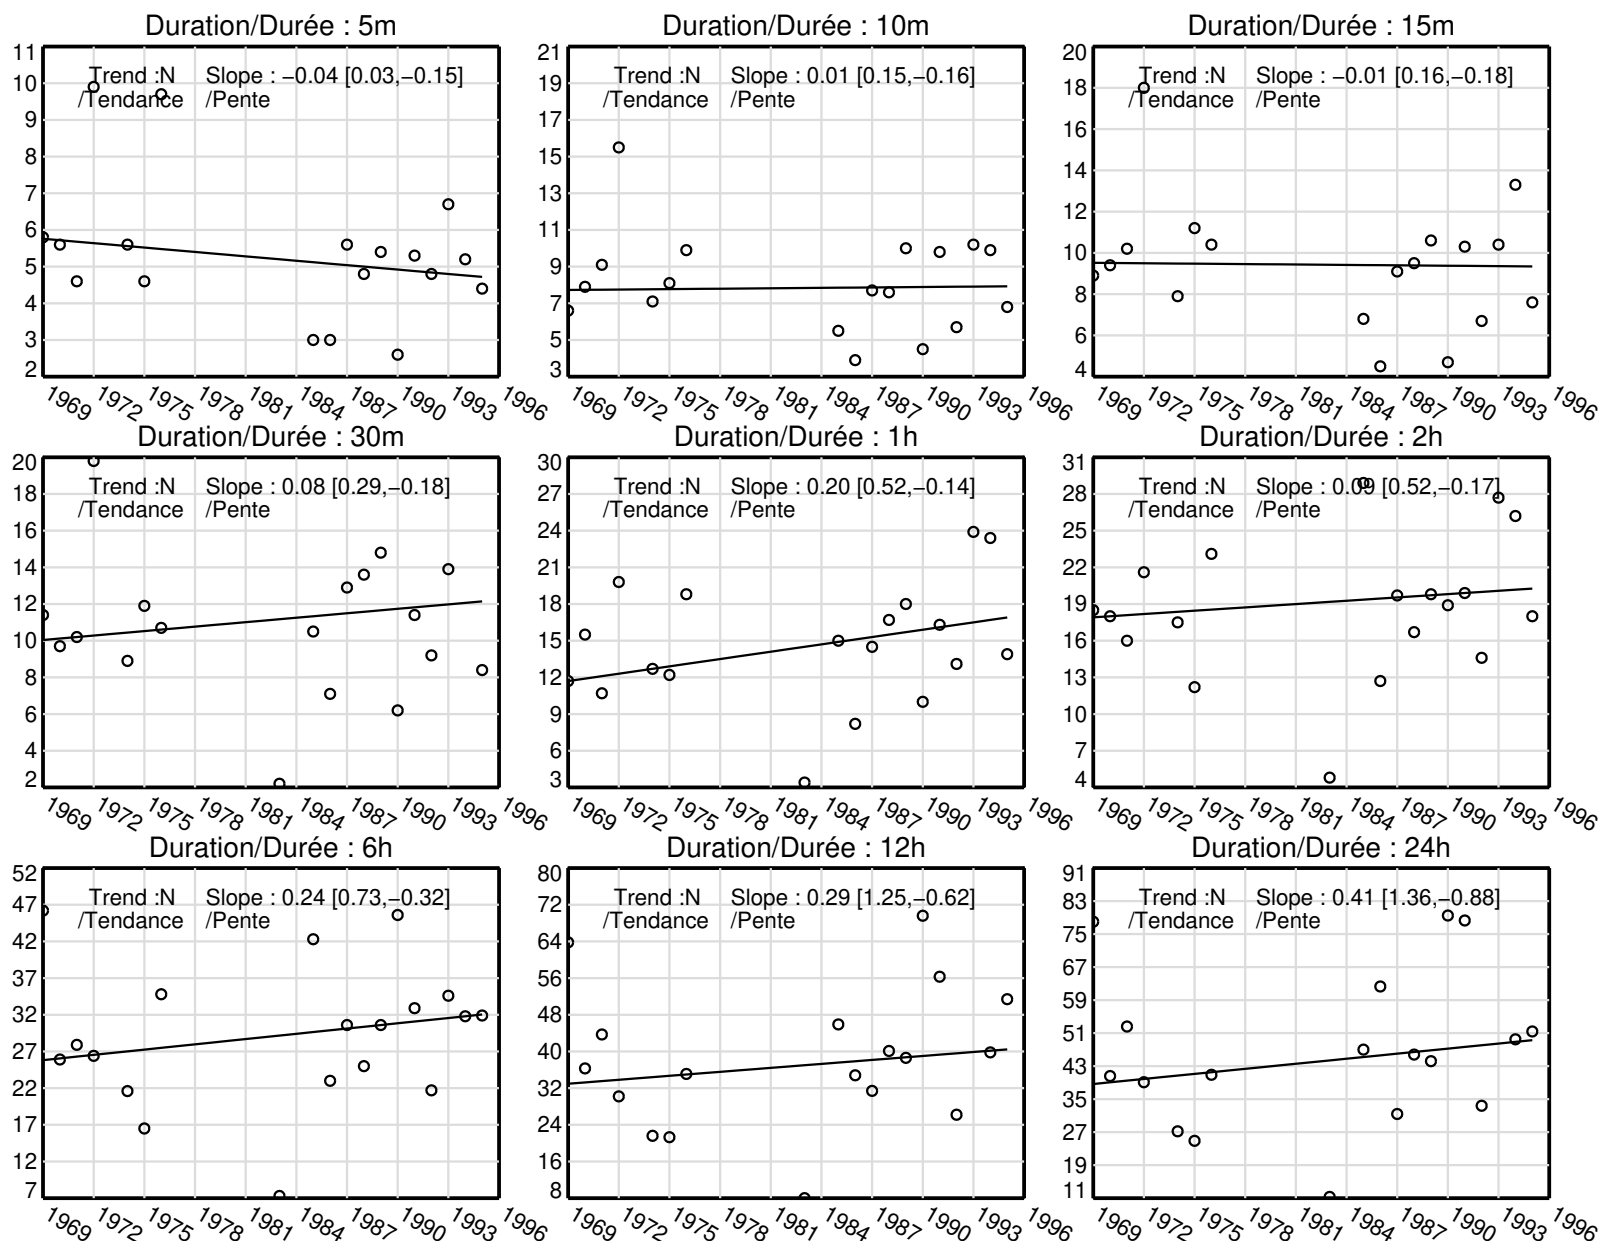 Duration/Durée : 5m
11
10
9
8
7
6
5
4
3
2
Trend :N Slope : −0.04 [0.03,−0.15]
/Tendance /Pente
1969 1972 1975 1978 1981 1984 1987 1990 1993 1996
Duration/Durée : 10m
21
19
17
15
13
11
9
7
5
3
Trend :N Slope : 0.01 [0.15,−0.16]
/Tendance /Pente
1969 1972 1975 1978 1981 1984 1987 1990 1993 1996
Duration/Durée : 15m
20
18
16
14
12
10
8
6
4
Trend :N Slope : −0.01 [0.16,−0.18]
/Tendance /Pente
1969 1972 1975 1978 1981 1984 1987 1990 1993 1996
Duration/Durée : 30m
20
18
16
14
12
10
8
6
4
2
Trend :N Slope : 0.08 [0.29,−0.18]
/Tendance /Pente
1969 1972 1975 1978 1981 1984 1987 1990 1993 1996
Duration/Durée : 1h
30
27
24
21
18
15
12
9
6
3
Trend :N Slope : 0.20 [0.52,−0.14]
/Tendance /Pente
1969 1972 1975 1978 1981 1984 1987 1990 1993 1996
Duration/Durée : 2h
31
28
25
22
19
16
13
10
7
4
Trend :N Slope : 0.09 [0.52,−0.17]
/Tendance /Pente
1969 1972 1975 1978 1981 1984 1987 1990 1993 1996
Duration/Durée : 6h
52
47
42
37
32
27
22
17
12
7
Trend :N Slope : 0.24 [0.73,−0.32]
/Tendance /Pente
1969 1972 1975 1978 1981 1984 1987 1990 1993 1996
Duration/Durée : 12h
80
72
64
56
48
40
32
24
16
8
Trend :N Slope : 0.29 [1.25,−0.62]
/Tendance /Pente
1969 1972 1975 1978 1981 1984 1987 1990 1993 1996
Duration/Durée : 24h
91
83
75
67
59
51
43
35
27
19
11
Trend :N Slope : 0.41 [1.36,−0.88]
/Tendance /Pente
1969 1972 1975 1978 1981 1984 1987 1990 1993 1996